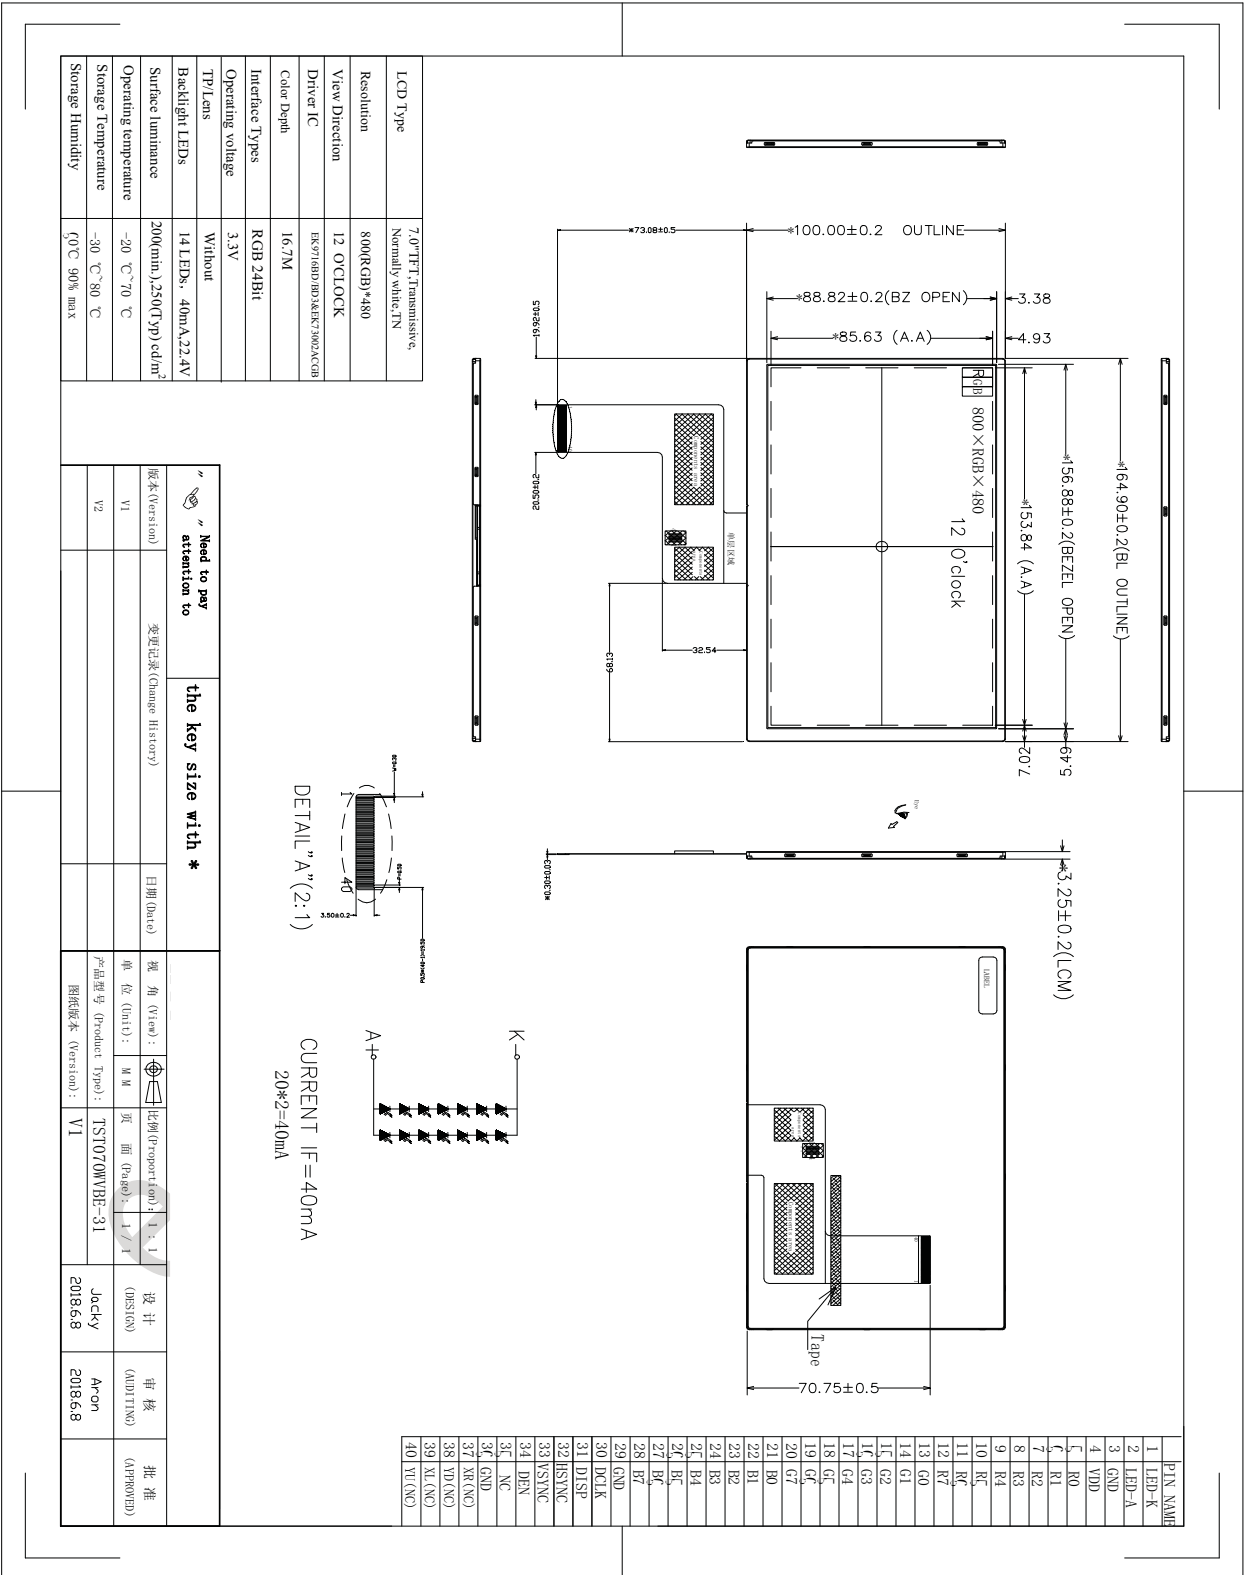 LCD Type 7.0"TFT,Transmissive,
Normally white,TN
Resolution 800(RGB)*480
View Direction 12 O'CLOCK
Driver IC EK9716BD/BD3&EK73002ACGB
Color Depth 16.7M
Interface Types RGB 24Bit
Operating voltage 3.3V
TP/Lens Without
Backlight LEDs 14 LEDs, 40mA,22.4V
Surface luminance 200(min.),250(Typ) cd/m²
Operating temperature -20 ℃~70 ℃
Storage Temperature -30 ℃~80 ℃
Storage Humidity 60℃ 90% max
*73.08±0.5
*100.00±0.2 OUTLINE
*88.82±0.2(BZ OPEN)
3.38
*85.63 (A.A)
4.93
19.92±0.5
20.50±0.2
RGB
800×RGB×480
12 O'clock
*153.84 (A.A)
*156.88±0.2(BEZEL OPEN)
*164.90±0.2(BL OUTLINE)
7.02
5.49
单层区域
32.54
68.13
Eye
*0.30±0.03
*3.25±0.2(LCM)
LABEL
Tape
70.75±0.5
1
40
3.50±0.2
DETAIL "A"(2:1)
K
A
CURRENT IF=40mA
20*2=40mA
PIN NAME
1 LED-K
2 LED-A
3 GND
4 VDD
5 R0
6 R1
7 R2
8 R3
9 R4
10 R5
11 R6
12 R7
13 G0
14 G1
15 G2
16 G3
17 G4
18 G5
19 G6
20 G7
21 B0
22 B1
23 B2
24 B3
25 B4
26 B5
27 B6
28 B7
29 GND
30 DCLK
31 DISP
32 HSYNC
33 VSYNC
34 DEN
35 NC
36 GND
37 XR(NC)
38 YD(NC)
39 XL(NC)
40 YU(NC)
" " Need to pay
attention to
the key size with *
版本(Version) 变更记录(Change History) 日期(Date)
V1
V2
视 角 (View): 比例(Proportion): 1 : 1
单 位 (Unit): M M 页 面 (Page): 1 / 1
产品型号 (Product Type): TST070WVBE-31
图纸版本 (Version): V1
设 计
(DESIGN)
Jacky
2018.6.8
审 核
(AUDITING)
Aron
2018.6.8
批 准
(APPROVED)